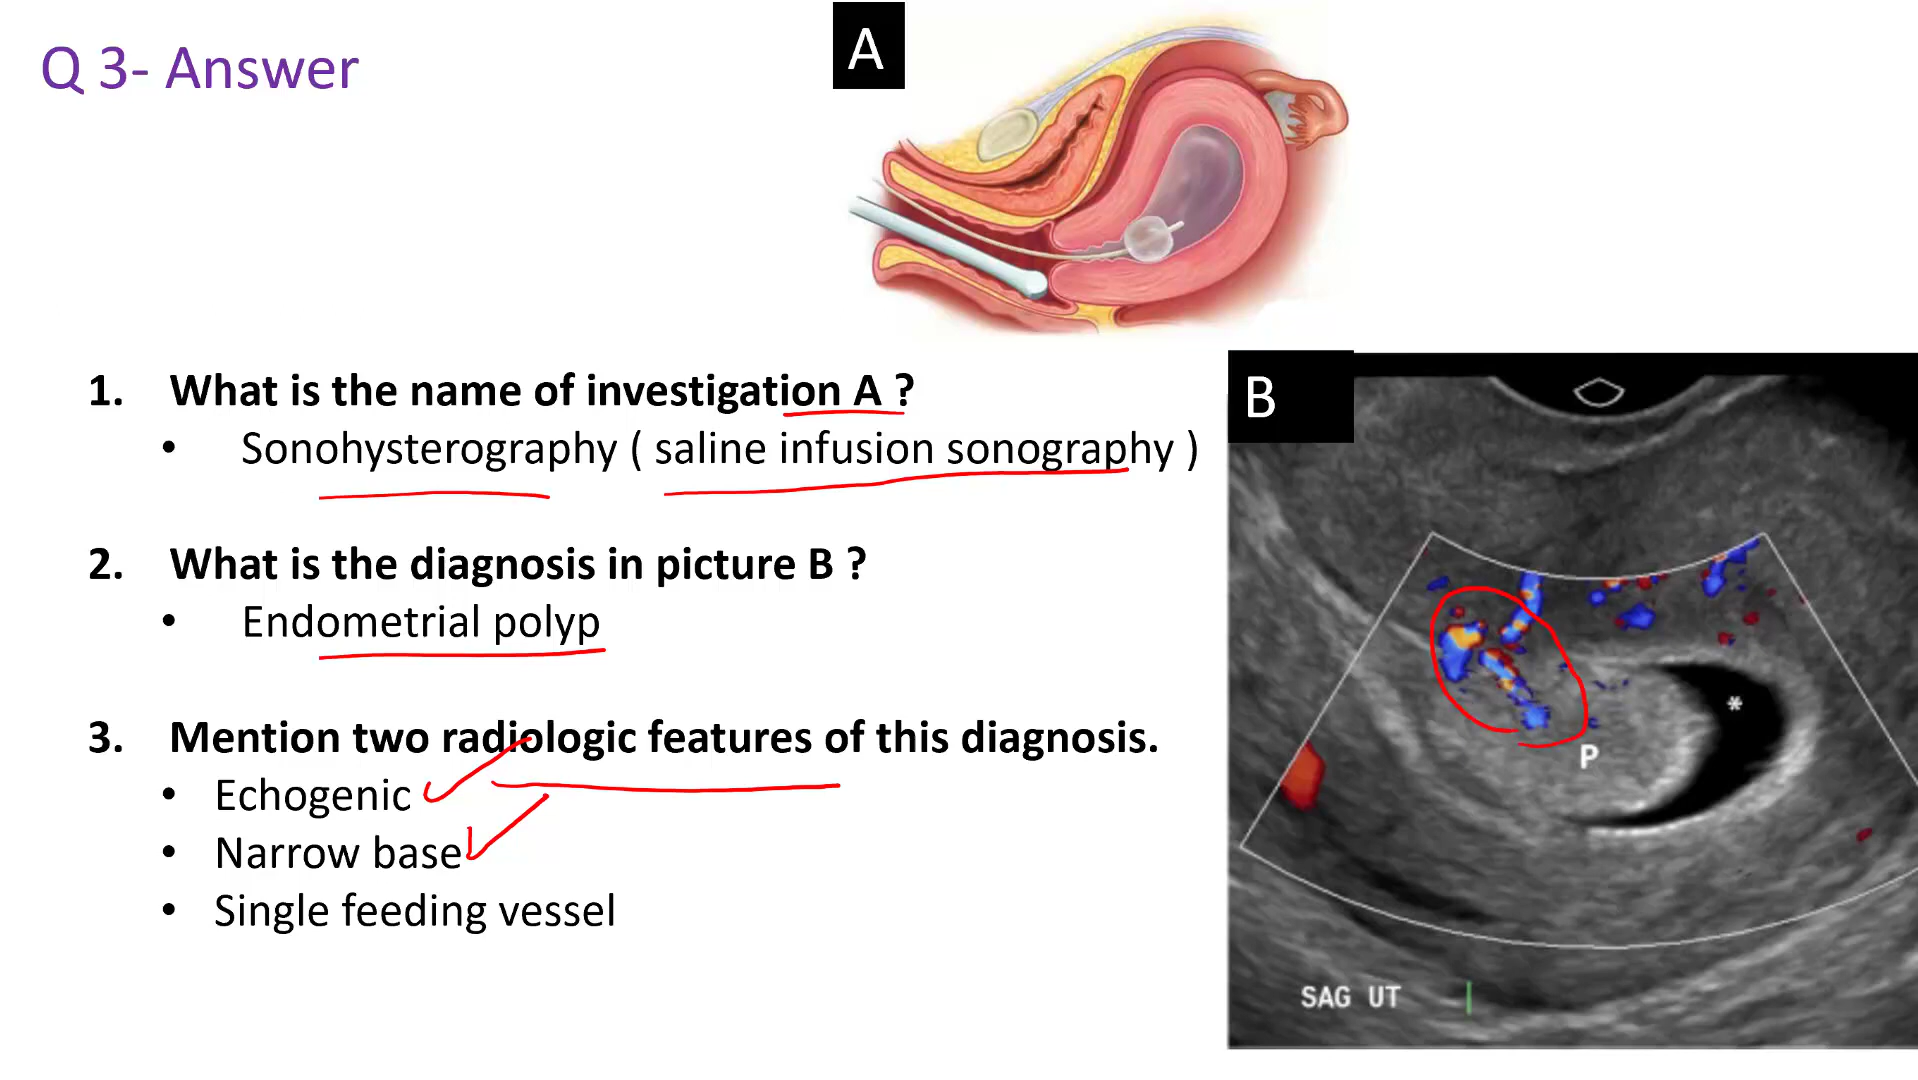 Q 3- Answer
A
1. What is the name of investigation A ?
• Sonohysterography ( saline infusion sonography )
B
2. What is the diagnosis in picture B ?
• Endometrial polyp
3. Mention two radiologic features of this diagnosis.
• Echogenic
• Narrow base
• Single feeding vessel
*
P
SAG UT